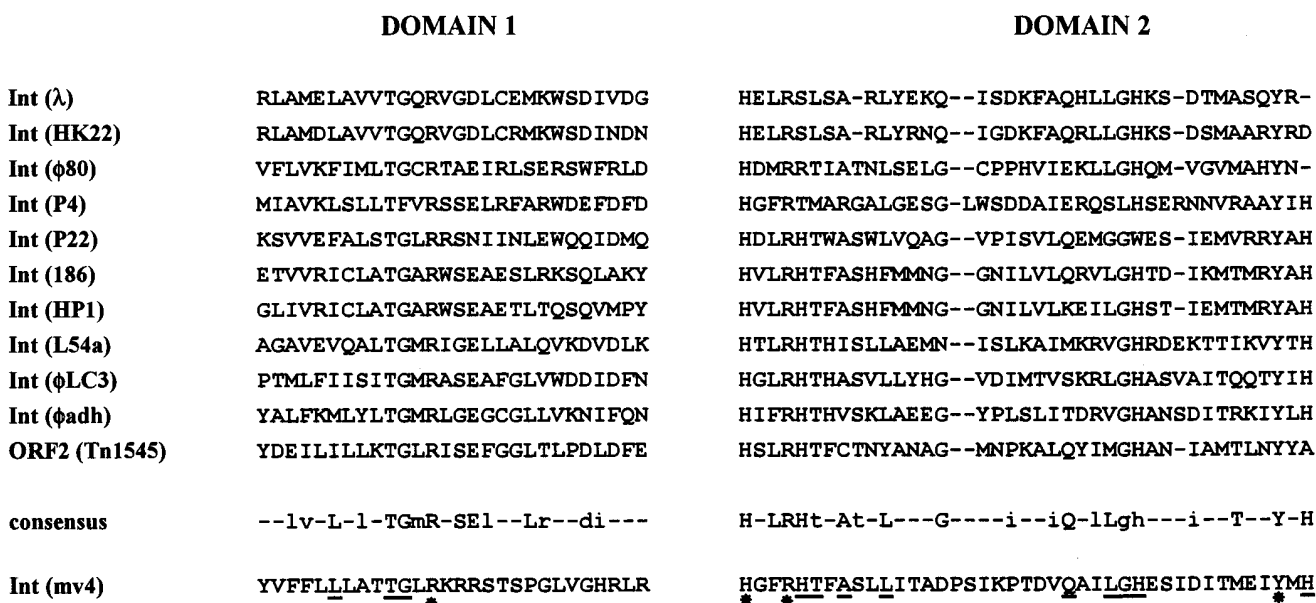 DOMAIN 1 DOMAIN 2
Int (λ) RLAMELAVVTGQRVGDLCEMKWSDIVDG HELRSLSA-RLYEKQ--ISDKFAQHLLGHKS-DTMASQYR-
Int (HK22) RLAMDLAVVTGQRVGDLCRMKWSDINDN HELRSLSA-RLYRNQ--IGDKFAQRLLGHKS-DSMAARYRD
Int (ϕ80) VFLVKFIMLTGCRTAEIRLSERSWFRLD HDMRRTIATNLSELG--CPPHVIEKLLGHQM-VGVMAHYN-
Int (P4) MIAVKLSLLTFVRSSELRFARWDEFDFD HGFRTMARGALGESG-LWSDDAIERQSLHSERNNVRAAYIH
Int (P22) KSVVEFALSTGLRRSNIINLEWQQIDMQ HDLRHTWASWLVQAG--VPISVLQEMGGWES-IEMVRRYAH
Int (186) ETVVRICLATGARWSEAESLRKSQLAKY HVLRHTFASHFMMNG--GNILVLQRVLGHTD-IKMTMRYAH
Int (HP1) GLIVRICLATGARWSEAETLTQSQVMPY HVLRHTFASHFMMNG--GNILVLKEILGHST-IEMTMRYAH
Int (L54a) AGAVEVQALTGMRIGELLALQVKDVDLK HTLRHTHISLLAEMN--ISLKAIMKRVGHRDEKTTIKVYTH
Int (ϕLC3) PTMLFIISITGMRASEAFGLVWDDIDFN HGLRHTHASVLLYHG--VDIMTVSKRLGHASVAITQQTYIH
Int (ϕadh) YALFKMLYLTGMRLGEGCGLLVKNIFQN HIFRHTHVSKLAEEG--YPLSLITDRVGHANSDITRKIYLH
ORF2 (Tn1545) YDEILILLKTGLRISEFGGLTLPDLDFE HSLRHTFCTNYANAG--MNPKALQYIMGHAN-IAMTLNYYA
consensus --lv-L-l-TGmR-SEl--Lr--di--- H-LRHt-At-L---G----i--iQ-lLgh---i--T--Y-H
Int (mv4) YVFFLLLATTGLRKRRSTSPGLVGHRLR HGFRHTFASLLITADPSIKPTDVQAILGHESIDITMEIYMH
* * * *